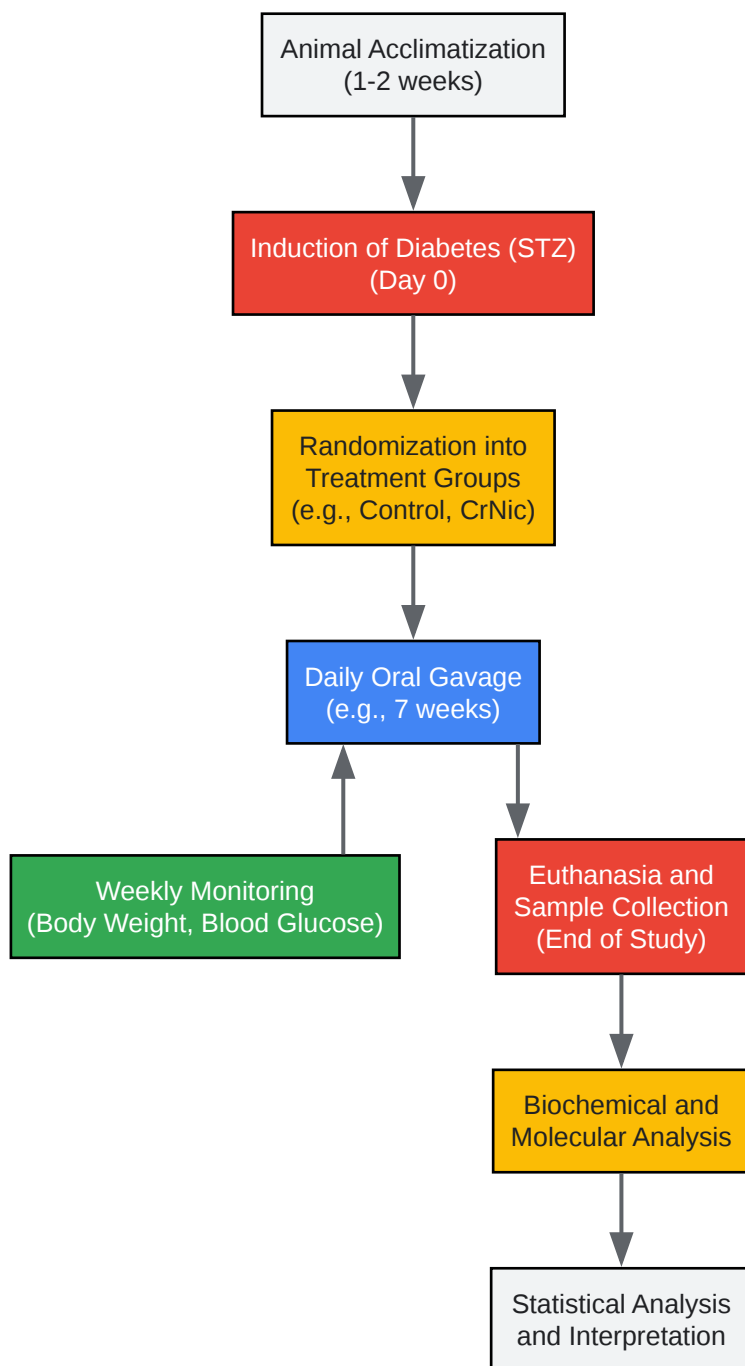 Animal Acclimatization
(1-2 weeks)
Induction of Diabetes (STZ)
(Day 0)
Randomization into
Treatment Groups
(e.g., Control, CrNic)
Daily Oral Gavage
(e.g., 7 weeks)
Weekly Monitoring
(Body Weight, Blood Glucose)
Euthanasia and
Sample Collection
(End of Study)
Biochemical and
Molecular Analysis
Statistical Analysis
and Interpretation